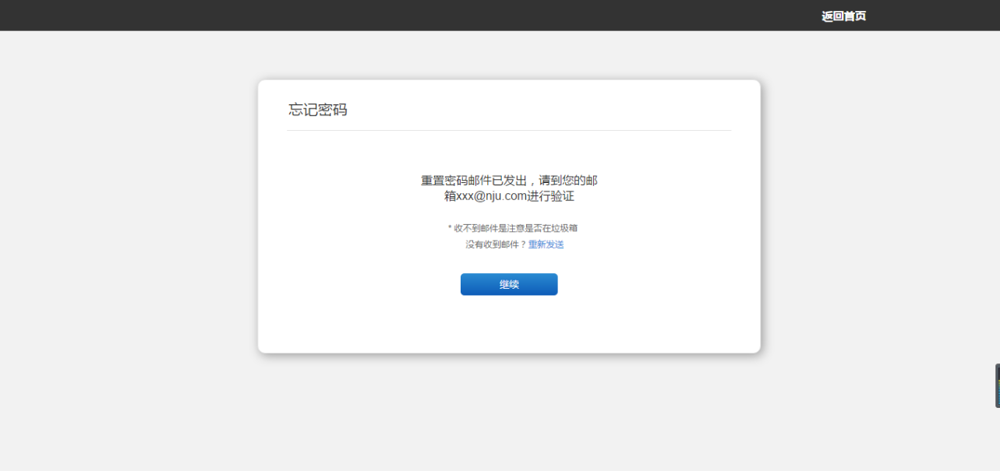 返回首页
忘记密码
重置密码邮件已发出，请到您的邮
箱xxx@nju.com进行验证
* 收不到邮件是注意是否在垃圾箱
没有收到邮件？重新发送
继续